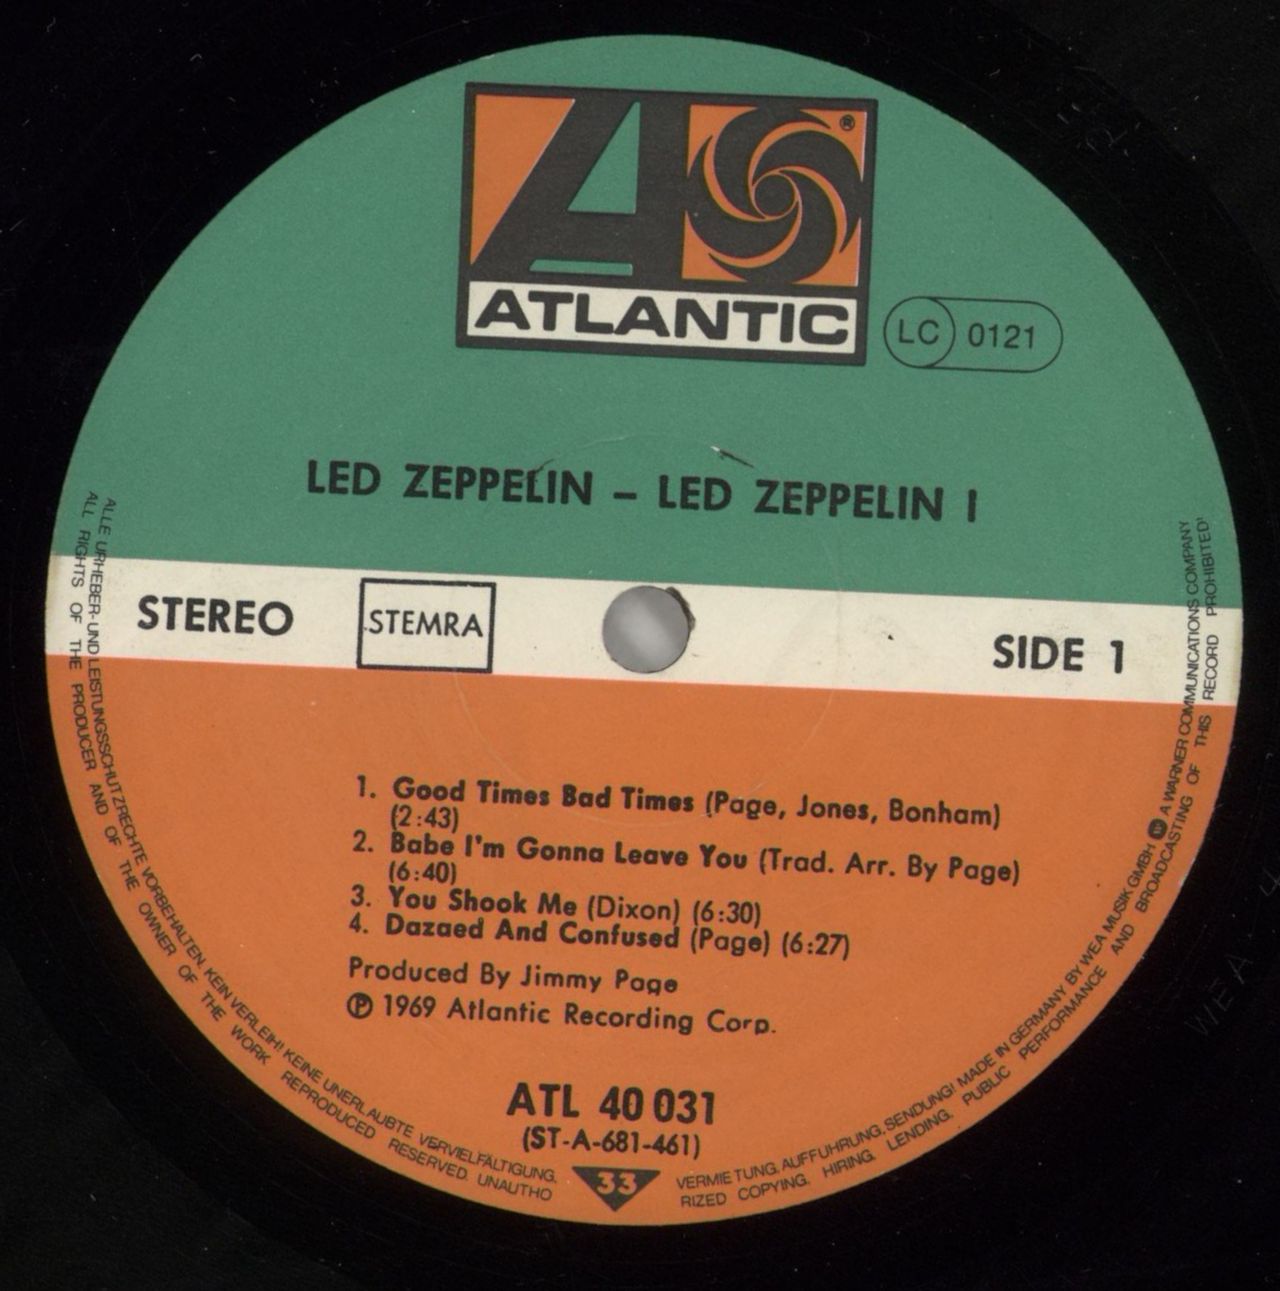 ATLANTIC
®
LC 0121
LED ZEPPELIN – LED ZEPPELIN I
STEREO
STEMRA
SIDE 1
1. Good Times Bad Times (Page, Jones, Bonham)
(2:43)
2. Babe I'm Gonna Leave You (Trad. Arr. By Page)
(6:40)
3. You Shook Me (Dixon) (6:30)
4. Dazaed And Confused (Page) (6:27)
Produced By Jimmy Page
Ⓟ 1969 Atlantic Recording Corp.
ATL 40 031
(ST-A-681-461)
33
ALLE URHEBER- UND LEISTUNGSSCHUTZRECHTE VORBEHALTEN. KEIN VERLEIH! KEINE UNERLAUBTE VERVIELFÄLTIGUNG, VERMIETUNG, AUFFÜHRUNG, SENDUNG! MADE IN GERMANY BY WEA MUSIK GMBH A WARNER COMMUNICATIONS COMPANY
ALL RIGHTS OF THE PRODUCER AND OF THE OWNER OF THE WORK REPRODUCED RESERVED. UNAUTHORIZED COPYING, HIRING, LENDING, PUBLIC PERFORMANCE AND BROADCASTING OF THIS RECORD PROHIBITED!
WEA